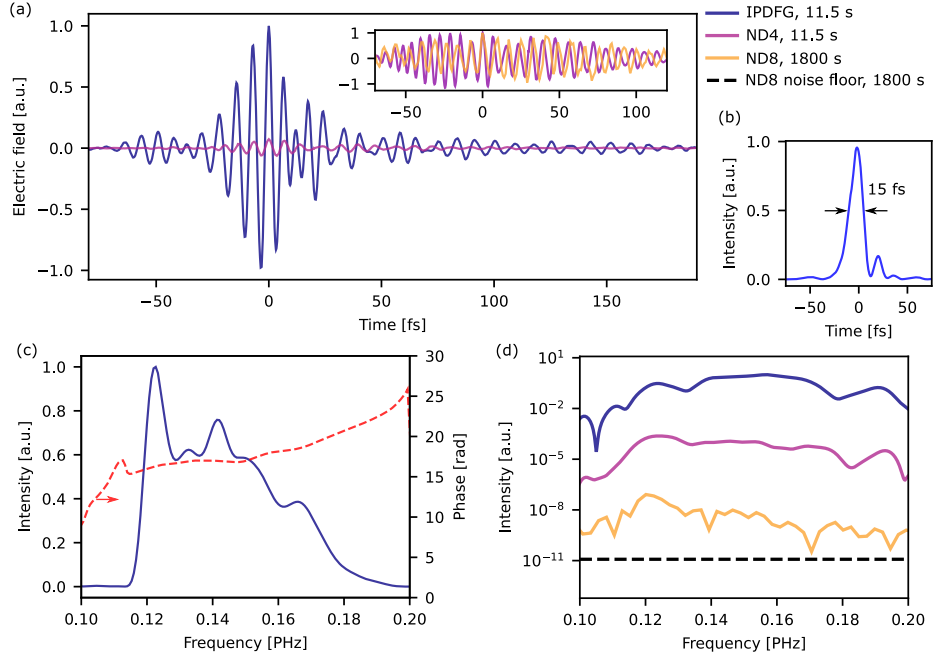 (a)
Electric field [a.u.]
1.0
0.5
0.0
−0.5
−1.0
−50
0
50
100
150
Time [fs]
1
0
−1
−50
0
50
100
IPDFG, 11.5 s
ND4, 11.5 s
ND8, 1800 s
ND8 noise floor, 1800 s
(b)
Intensity [a.u.]
1.0
0.5
0.0
15 fs
−50
0
50
Time [fs]
(c)
Intensity [a.u.]
1.0
0.8
0.6
0.4
0.2
0.0
30
25
20
15
10
5
0
Phase [rad]
0.10
0.12
0.14
0.16
0.18
0.20
Frequency [PHz]
(d)
Intensity [a.u.]
10¹
10⁻²
10⁻⁵
10⁻⁸
10⁻¹¹
0.10
0.12
0.14
0.16
0.18
0.20
Frequency [PHz]